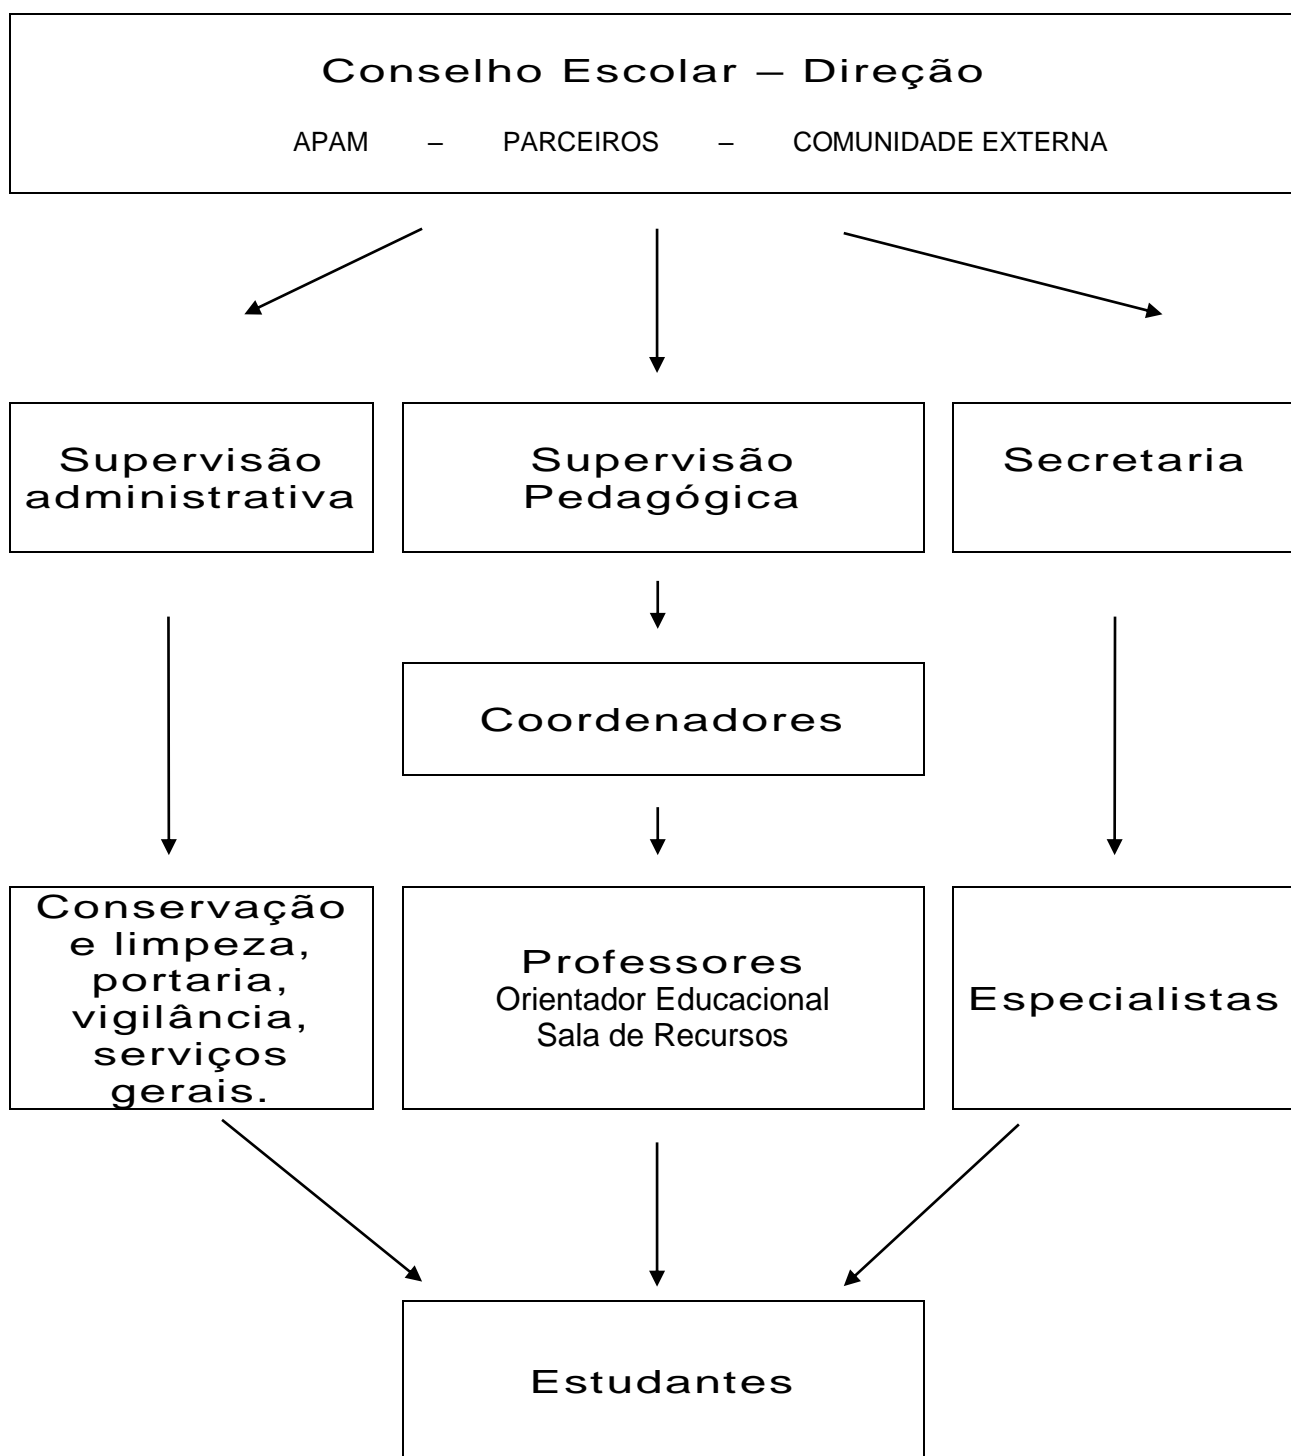 Conselho Escolar – Direção
APAM – PARCEIROS – COMUNIDADE EXTERNA
Supervisão
administrativa
Supervisão
Pedagógica
Secretaria
Coordenadores
Conservação
e limpeza,
portaria,
vigilância,
serviços
gerais.
Professores
Orientador Educacional
Sala de Recursos
Especialistas
Estudantes